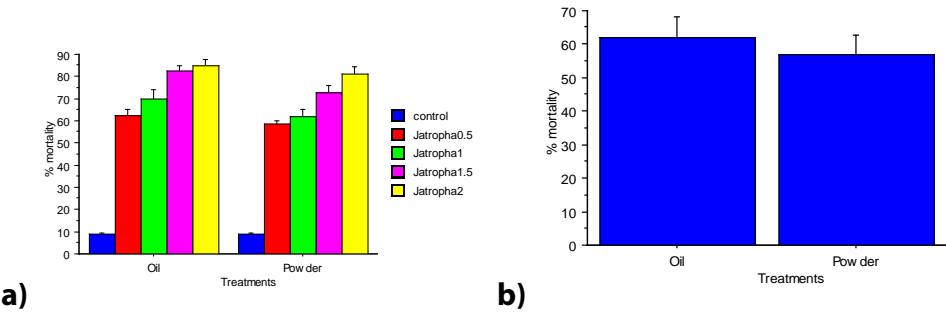 90
80
70
60
50
40
30
20
10
0
% mortality
Oil
Pow der
Treatments
control
Jatropha0.5
Jatropha1
Jatropha1.5
Jatropha2
a)
70
60
50
40
30
20
10
0
% mortality
Oil
Pow der
Treatments
b)